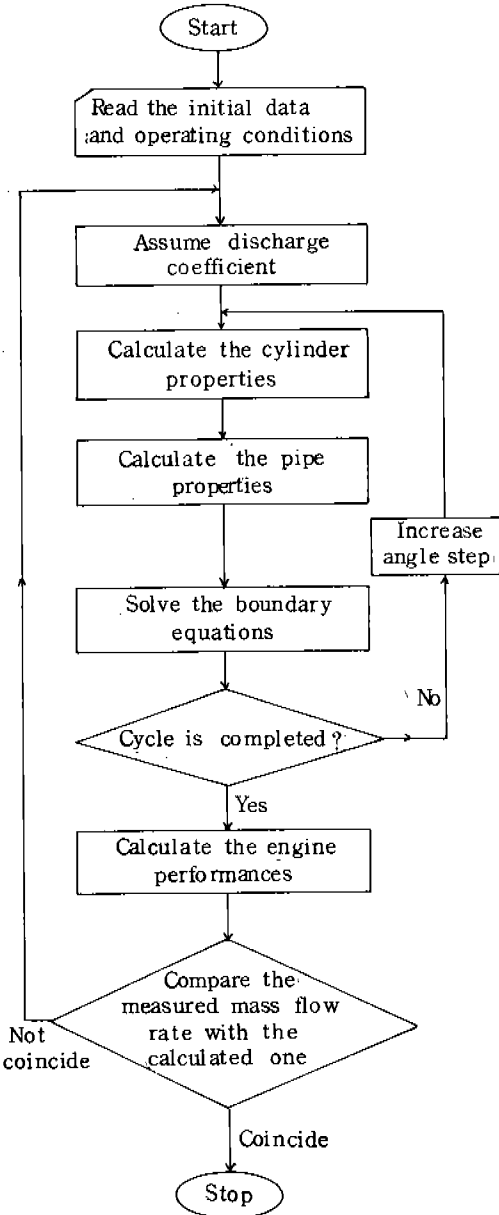 Start
Read the initial data
and operating conditions
Assume discharge
coefficient
Calculate the cylinder
properties
Calculate the pipe
properties
Increase
angle step
Solve the boundary
equations
No
Cycle is completed?
Yes
Calculate the engine
performances
Compare the
measured mass flow
rate with the
calculated one
Not
coincide
Coincide
Stop